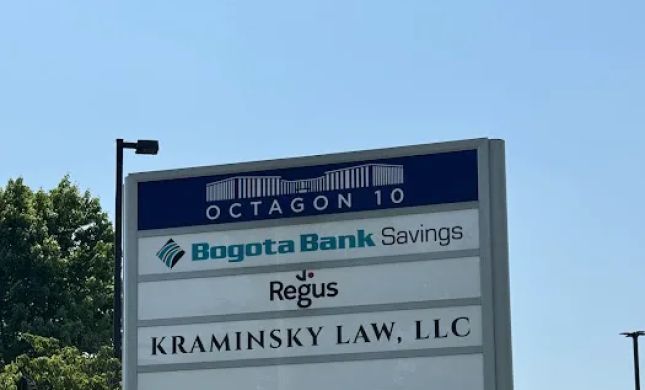 OCTAGON 10
Bogota Bank Savings
Regus
KRAMINSKY LAW, LLC